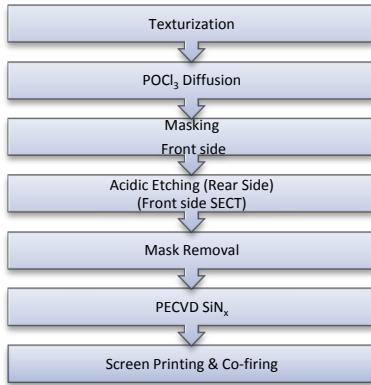 Texturization
POCl₃ Diffusion
Masking
Front side
Acidic Etching (Rear Side)
(Front side SECT)
Mask Removal
PECVD SiNₓ
Screen Printing & Co-firing